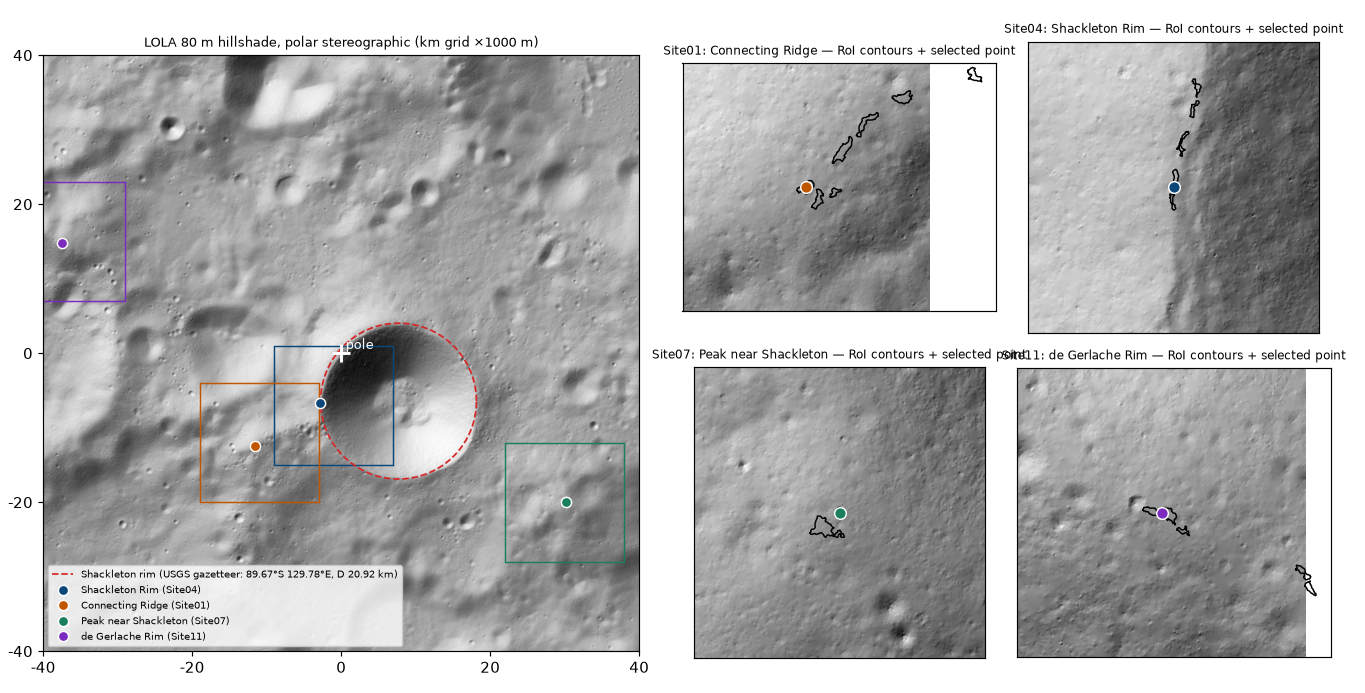 LOLA 80 m hillshade, polar stereographic (km grid ×1000 m)
40
20
0
-20
-40
-40
-20
0
20
40
pole
Shackleton rim (USGS gazetteer: 89.67°S 129.78°E, D 20.92 km)
Shackleton Rim (Site04)
Connecting Ridge (Site01)
Peak near Shackleton (Site07)
de Gerlache Rim (Site11)
Site01: Connecting Ridge — RoI contours + selected point
Site04: Shackleton Rim — RoI contours + selected point
Site07: Peak near Shackleton — RoI contours + selected point
Site11: de Gerlache Rim — RoI contours + selected point